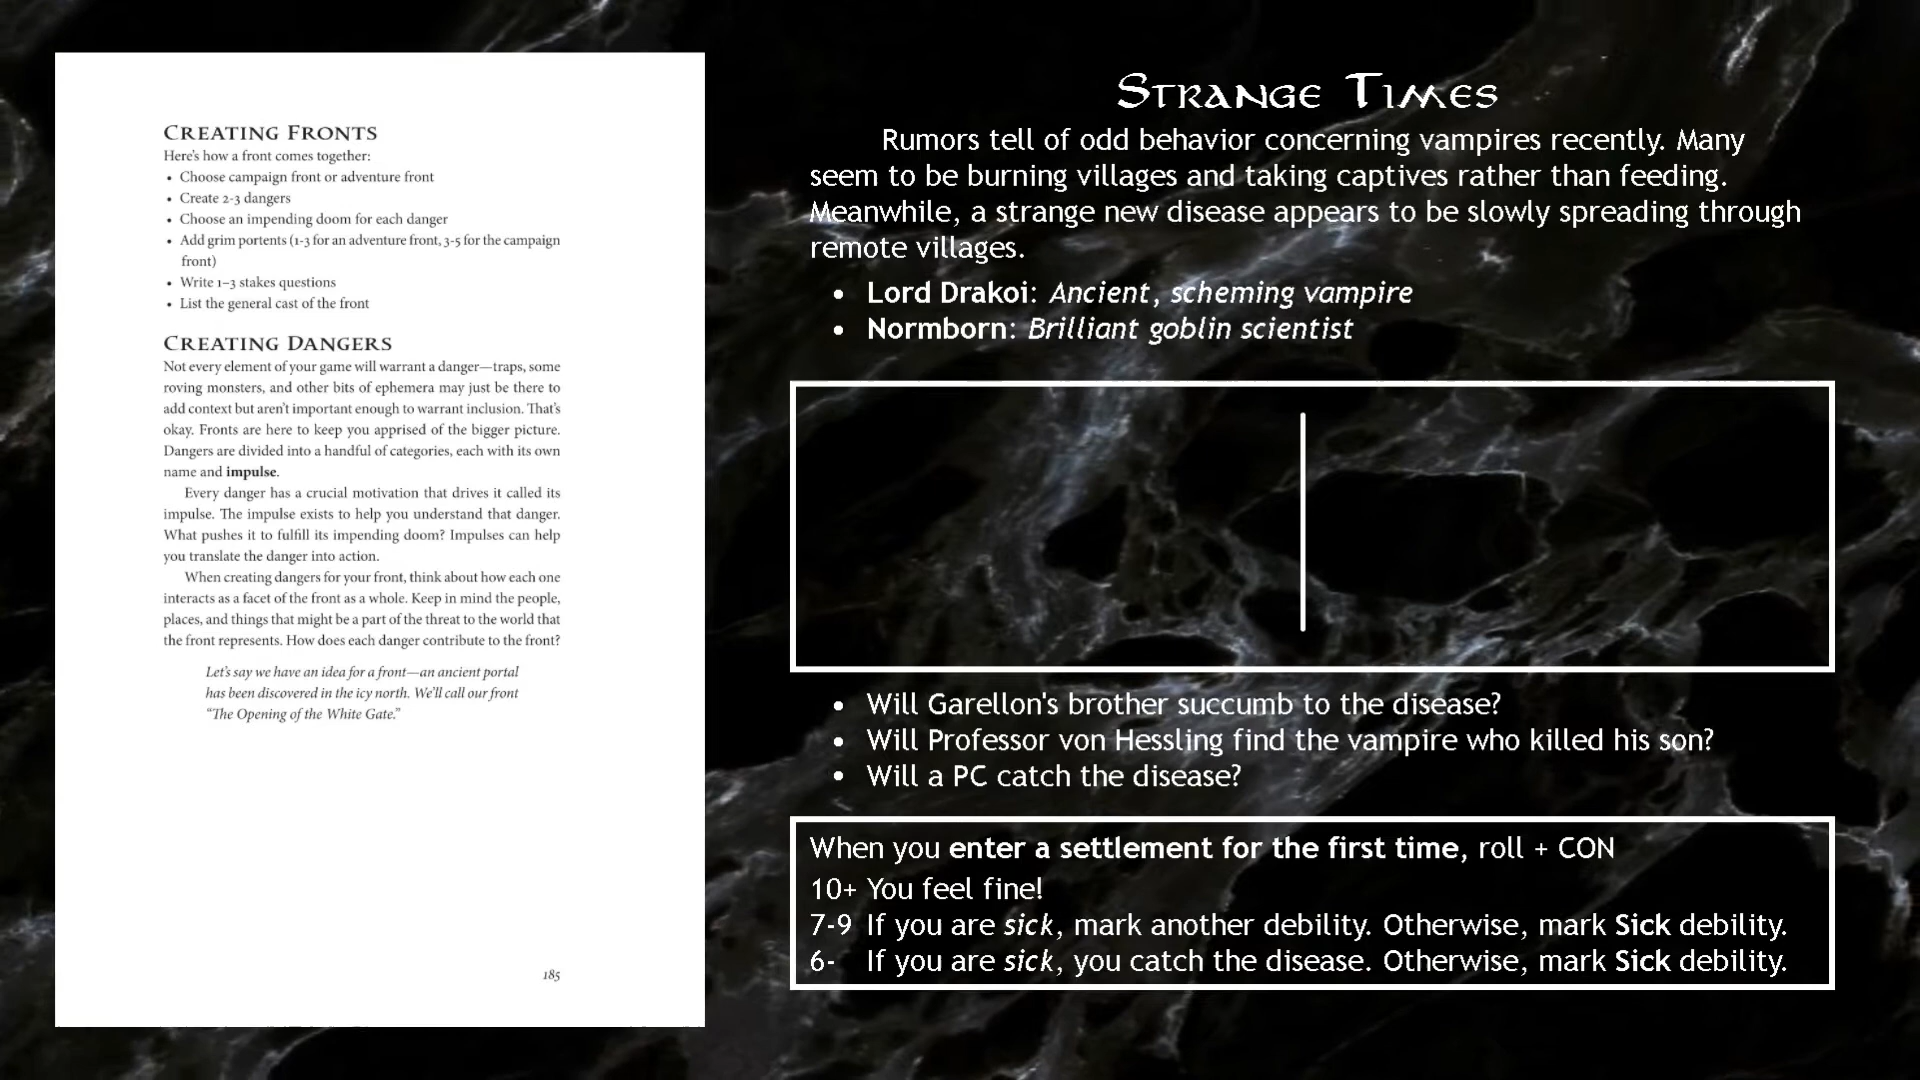 CREATING FRONTS
Here's how a front comes together:
• Choose campaign front or adventure front
• Create 2-3 dangers
• Choose an impending doom for each danger
• Add grim portents (1-3 for an adventure front, 3-5 for the campaign
front)
• Write 1–3 stakes questions
• List the general cast of the front
CREATING DANGERS
Not every element of your game will warrant a danger—traps, some
roving monsters, and other bits of ephemera may just be there to
add context but aren't important enough to warrant inclusion. That's
okay. Fronts are here to keep you apprised of the bigger picture.
Dangers are divided into a handful of categories, each with its own
name and impulse.
Every danger has a crucial motivation that drives it called its
impulse. The impulse exists to help you understand that danger.
What pushes it to fulfill its impending doom? Impulses can help
you translate the danger into action.
When creating dangers for your front, think about how each one
interacts as a facet of the front as a whole. Keep in mind the people,
places, and things that might be a part of the threat to the world that
the front represents. How does each danger contribute to the front?
Let's say we have an idea for a front—an ancient portal
has been discovered in the icy north. We'll call our front
“The Opening of the White Gate.”
185
STRANGE TIMES
Rumors tell of odd behavior concerning vampires recently. Many
seem to be burning villages and taking captives rather than feeding.
Meanwhile, a strange new disease appears to be slowly spreading through
remote villages.
• Lord Drakoi: Ancient, scheming vampire
• Normborn: Brilliant goblin scientist
• Will Garellon's brother succumb to the disease?
• Will Professor von Hessling find the vampire who killed his son?
• Will a PC catch the disease?
When you enter a settlement for the first time, roll + CON
10+ You feel fine!
7-9 If you are sick, mark another debility. Otherwise, mark Sick debility.
6- If you are sick, you catch the disease. Otherwise, mark Sick debility.